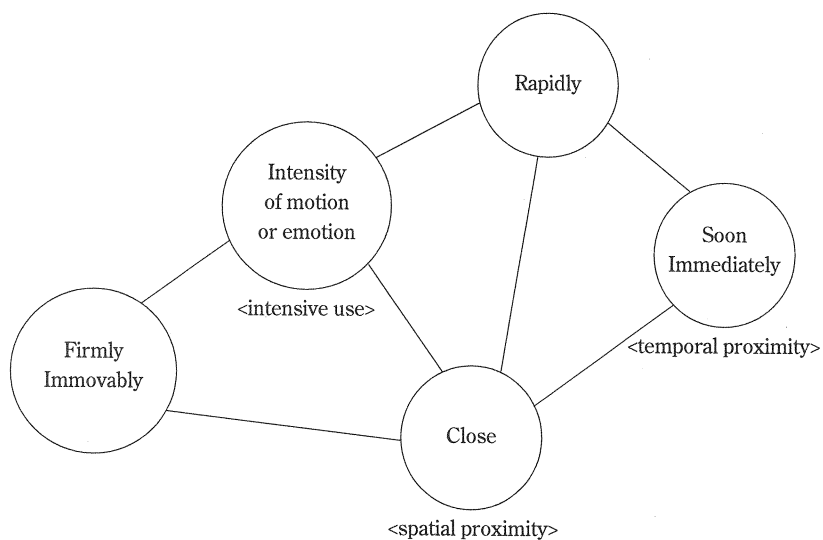 Rapidly
Intensity
of motion
or emotion
Soon
Immediately
<intensive use>
<temporal proximity>
Firmly
Immovably
Close
<spatial proximity>